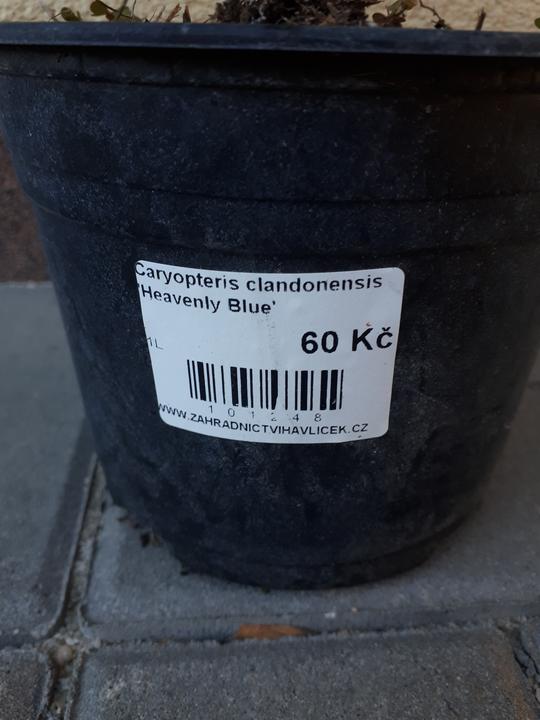 Caryopteris clandonensis
'Heavenly Blue'
1L
60 Kč
101248
WWW.ZAHRADNICTVIHAVLICEK.CZ